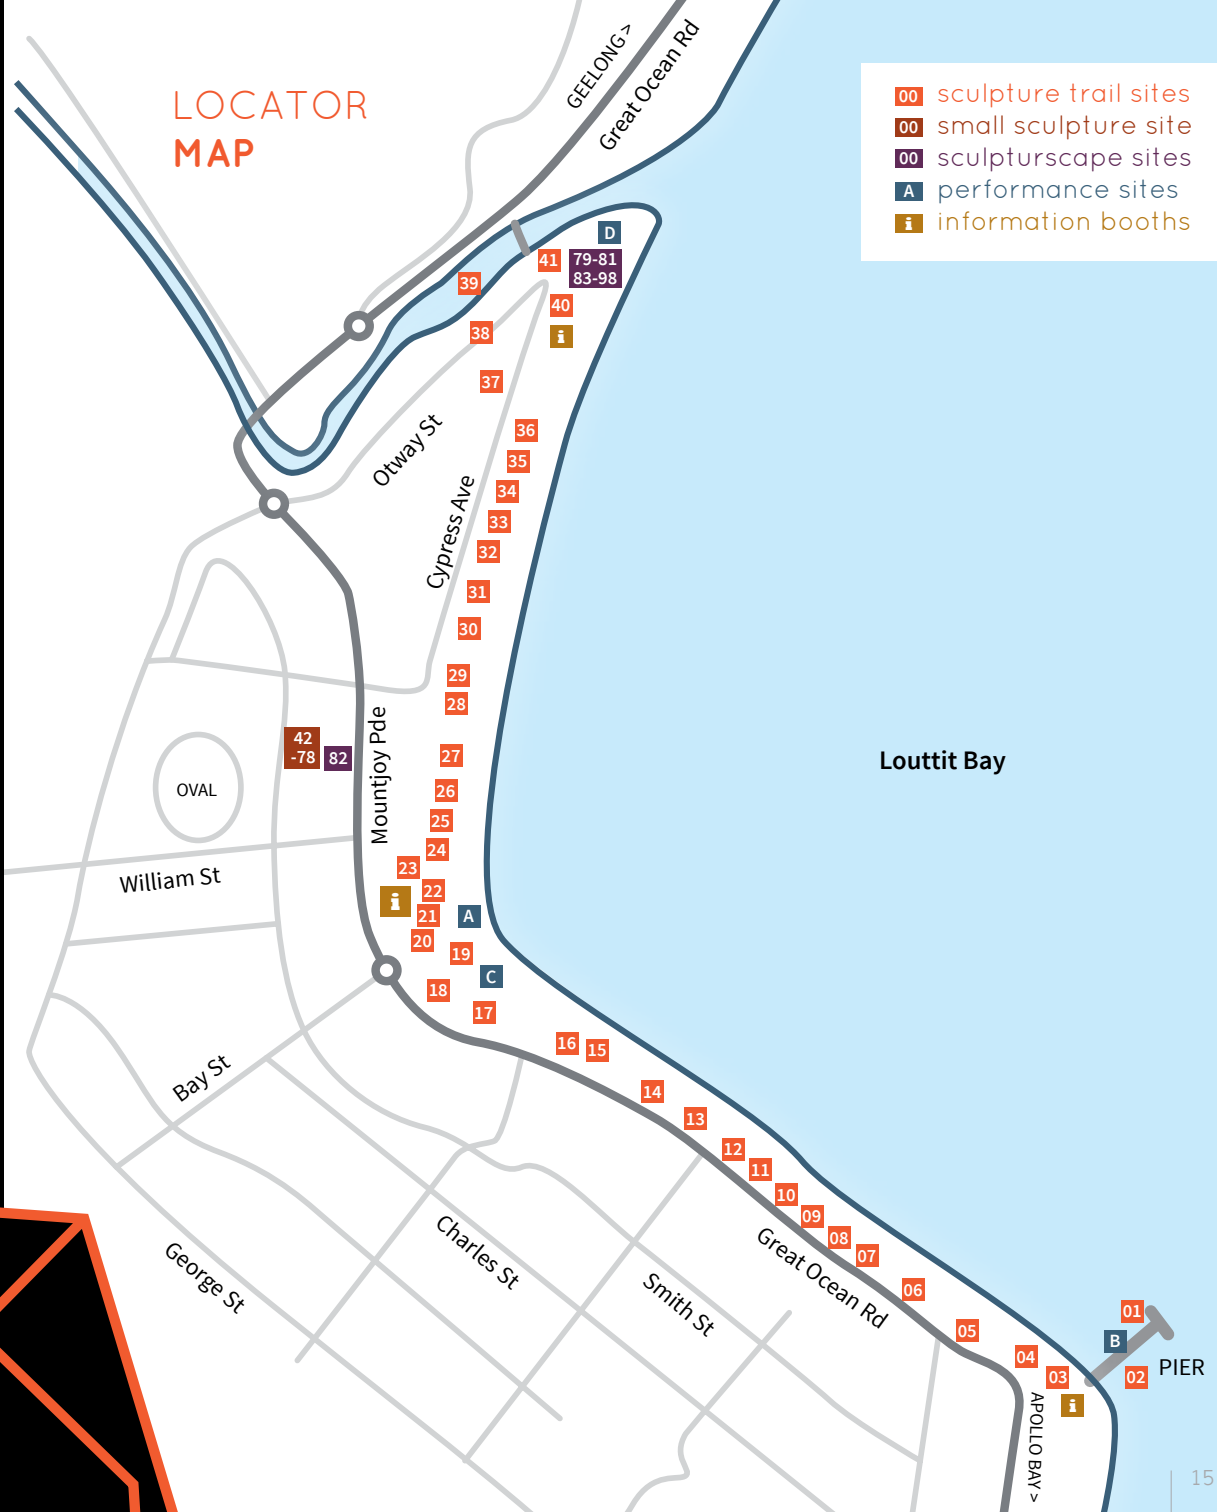 LOCATOR
MAP
GEELONG >
Great Ocean Rd
00 sculpture trail sites
00 small sculpture site
00 sculpturscape sites
A performance sites
i information booths
D
41
79-81
83-98
39
40
38
i
37
36
Otway St
35
34
Cypress Ave
33
32
31
30
29
28
42
-78
82
Mountjoy Pde
27
Louttit Bay
OVAL
26
25
24
23
William St
22
i
21
A
20
19
C
18
17
16
15
Bay St
14
13
12
11
10
09
08
07
Great Ocean Rd
Charles St
George St
Smith St
06
05
01
B
04
03
02
PIER
i
APOLLO BAY >
15